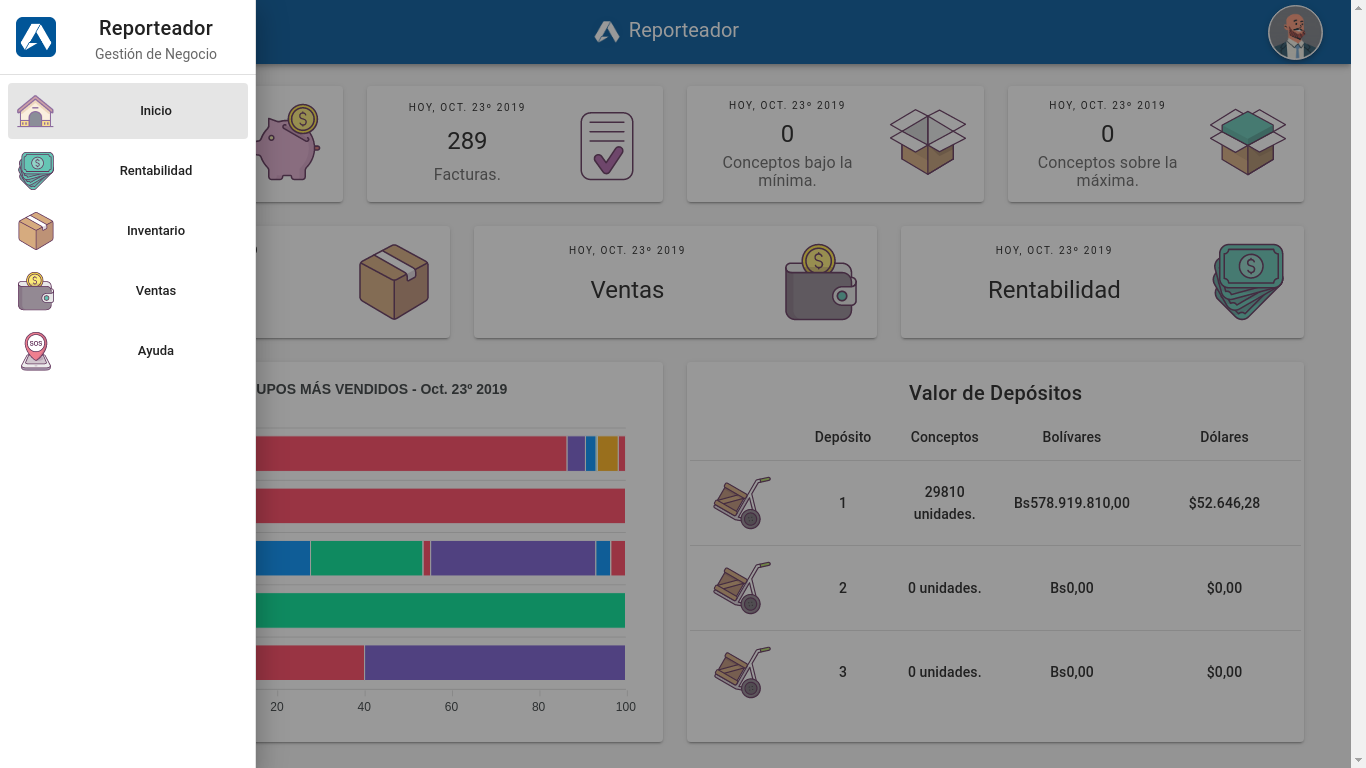 Reporteador
Gestión de Negocio
Inicio
Rentabilidad
Inventario
Ventas
SOS
Ayuda
Reporteador
HOY, OCT. 23º 2019
289
Facturas.
HOY, OCT. 23º 2019
0
Conceptos bajo la
mínima.
HOY, OCT. 23º 2019
0
Conceptos sobre la
máxima.
HOY, OCT. 23º 2019
Ventas
HOY, OCT. 23º 2019
Rentabilidad
UPOS MÁS VENDIDOS - Oct. 23º 2019
20 40 60 80 100
Valor de Depósitos
Depósito Conceptos Bolívares Dólares
1 29810 unidades. Bs578.919.810,00 $52.646,28
2 0 unidades. Bs0,00 $0,00
3 0 unidades. Bs0,00 $0,00